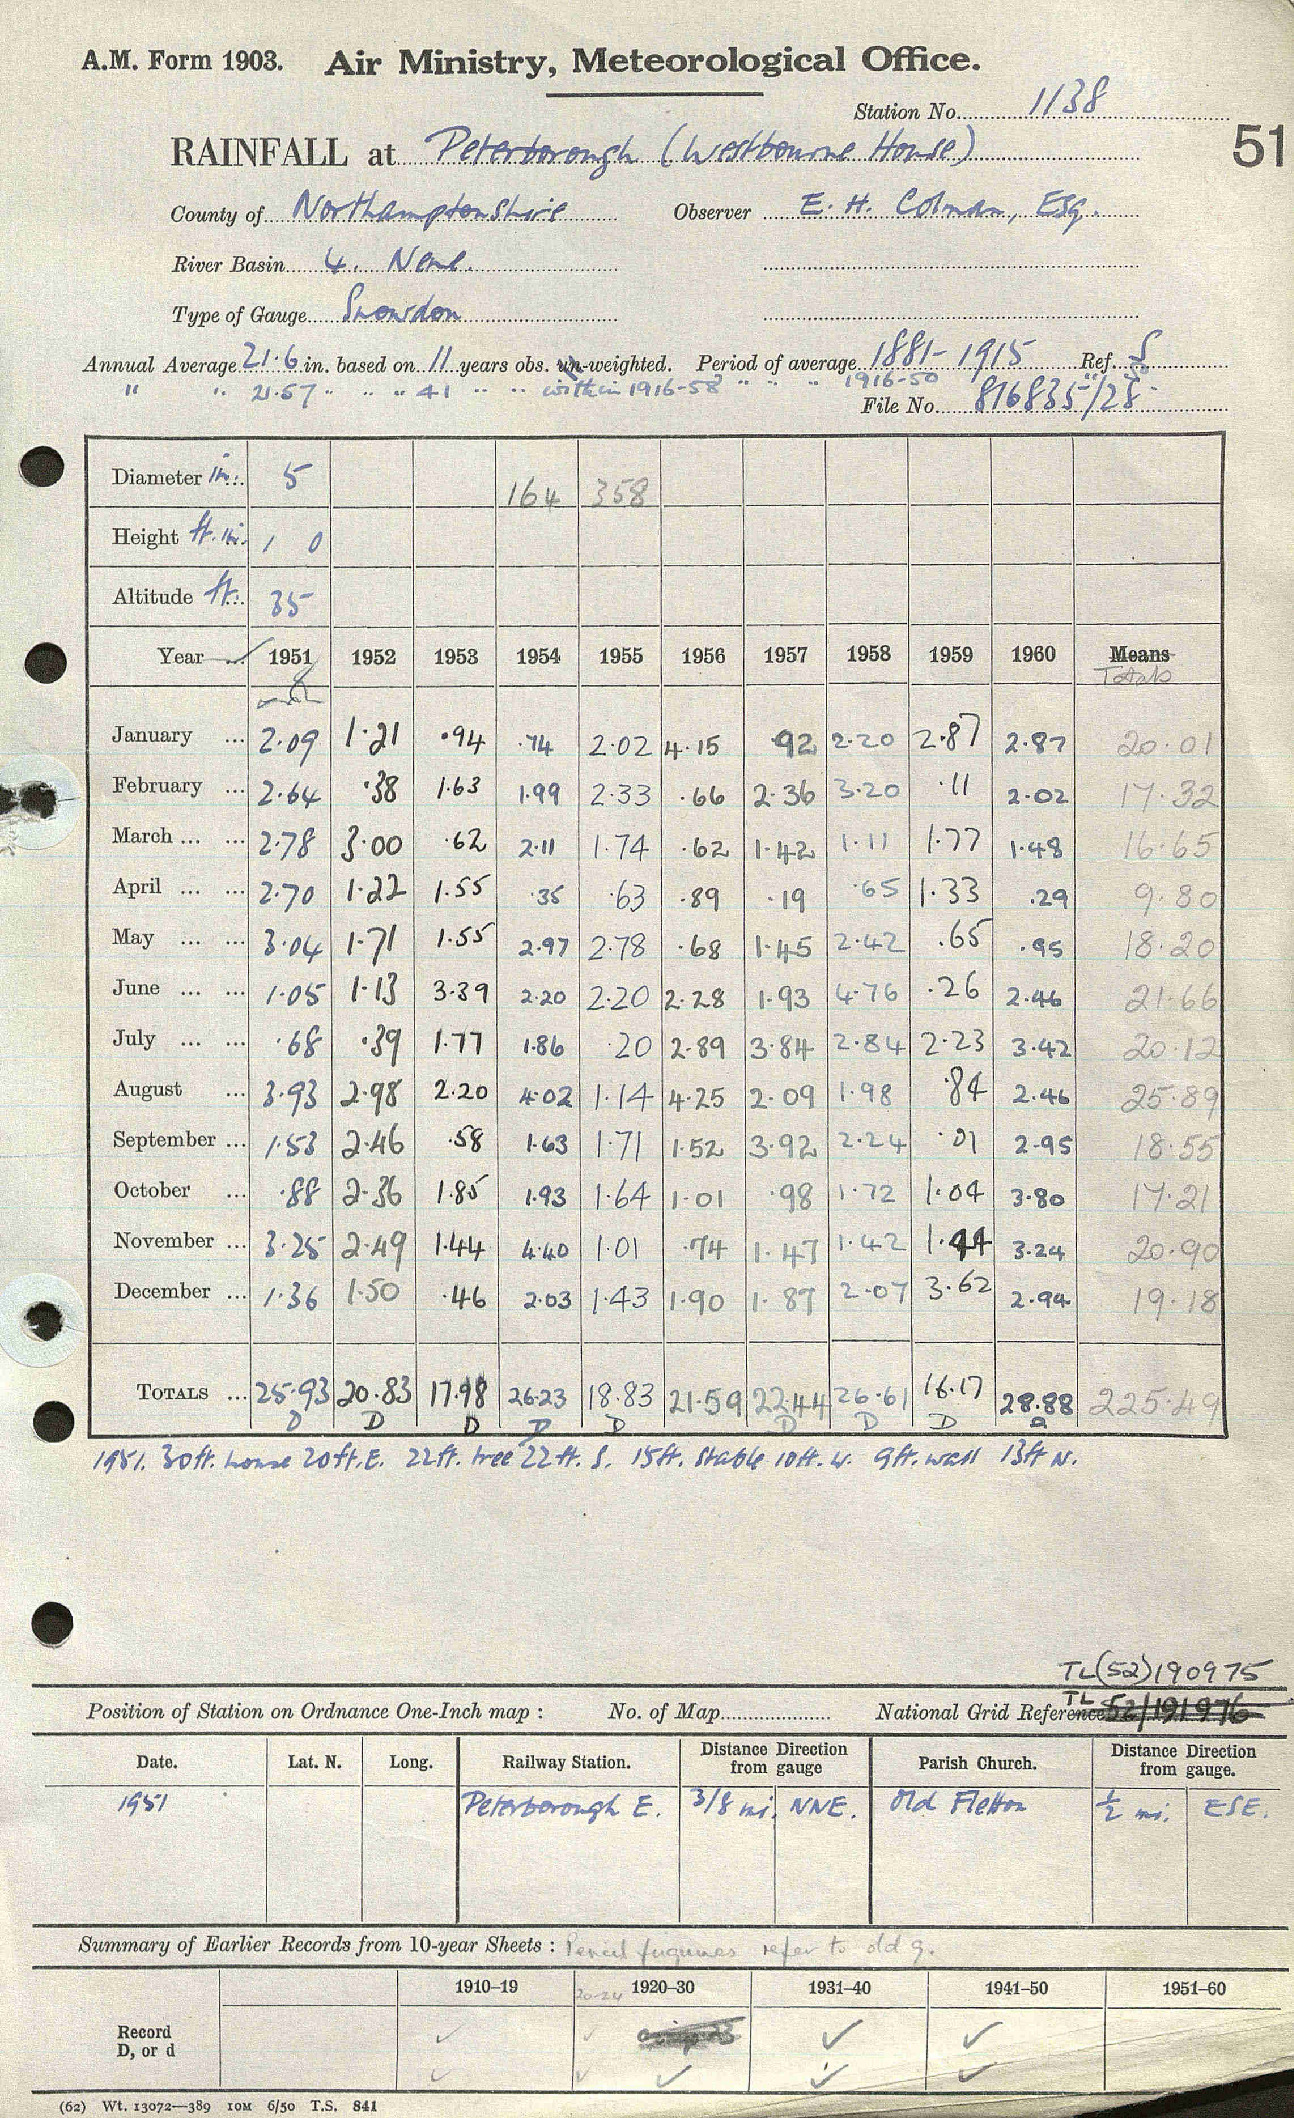 A.M. Form 1903. Air Ministry, Meteorological Office.
Station No. 1138
51
RAINFALL at Peterborough (Westbourne House)
County of Northamptonshire Observer E. H. Colman, Esq.
River Basin 4. Nene.
Type of Gauge Snowdon
Annual Average 21.6 in. based on 11 years obs. un-weighted. Period of average 1881-1915 Ref. S
" " 21.57 " " " 41 " " within 1916-58 " " " 1916-50
File No. 816835/28
Diameter in. 5 164 358
Height ft. in. 1 0
Altitude ft. 35
Year 1951 1952 1953 1954 1955 1956 1957 1958 1959 1960 Means
Totals
January 2.09 1.21 .94 .74 2.02 4.15 .92 2.20 2.87 2.87 20.01
February 2.64 .38 1.63 1.99 2.33 .66 2.36 3.20 .11 2.02 17.32
March 2.78 3.00 .62 2.11 1.74 .62 1.42 1.11 1.77 1.48 16.65
April 2.70 1.22 1.55 .35 .63 .89 .19 .65 1.33 .29 9.80
May 3.04 1.71 1.55 2.97 2.78 .68 1.45 2.42 .65 .95 18.20
June 1.05 1.13 3.39 2.20 2.20 2.28 1.93 4.76 .26 2.46 21.66
July .68 .39 1.77 1.86 .20 2.89 3.84 2.84 2.23 3.42 20.12
August 3.93 2.98 2.20 4.02 1.14 4.25 2.09 1.98 .84 2.46 25.89
September 1.53 2.46 .58 1.63 1.71 1.52 3.92 2.24 .01 2.95 18.55
October .88 2.36 1.85 1.93 1.64 1.01 .98 1.72 1.04 3.80 17.21
November 3.25 2.49 1.44 4.40 1.01 .74 1.47 1.42 1.44 3.24 20.90
December 1.36 1.50 .46 2.03 1.43 1.90 1.87 2.07 3.62 2.94 19.18
TOTALS 25.93 20.83 17.98 26.23 18.83 21.59 22.44 26.61 16.17 28.88 225.49
D D D D D D D D
1951. 30ft. house 20ft. E. 22ft. tree 22ft. S. 15ft. stable 10ft. W. 9ft. wall 13ft N.
TL(52)190975
Position of Station on Ordnance One-Inch map : No. of Map National Grid Reference TL 52/191976
Date. Lat. N. Long. Railway Station. Distance Direction from gauge Parish Church. Distance Direction from gauge.
1951 Peterborough E. 3/8 mi. NNE. Old Fletton 1/2 mi. ESE.
Summary of Earlier Records from 10-year Sheets : Pencil figures refer to old g.
1910-19 20-24 1920-30 1931-40 1941-50 1951-60
Record ✓ ✓ ✓ ✓
D, or d ✓ ✓ ✓ ✓ ✓
(62) Wt. 13072—389 10M 6/50 T.S. 841